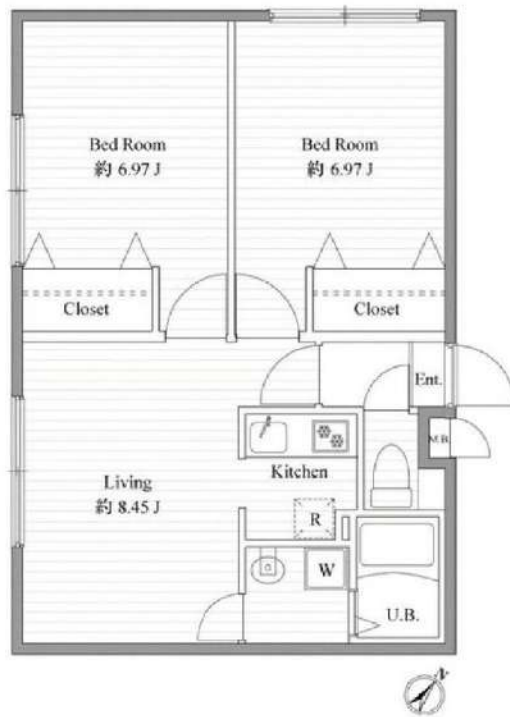 Bed Room
約 6.97 J
Bed Room
約 6.97 J
Closet
Closet
Ent.
M.B.
Kitchen
Living
約 8.45 J
R
W
U.B.
N